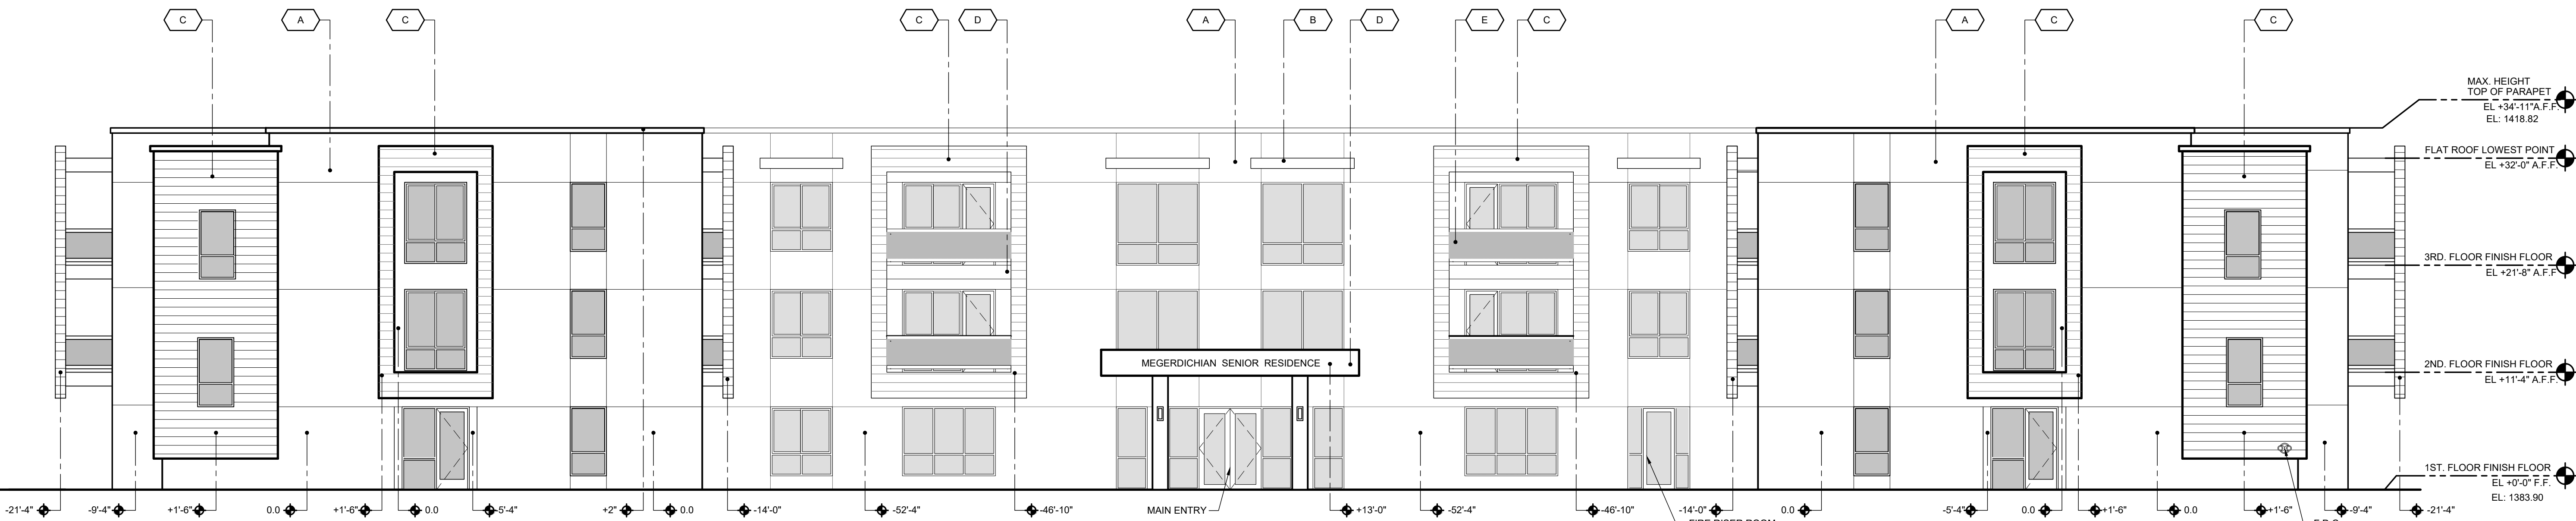 C
A
C
C
D
A
B
D
E
C
A
C
C
MAX. HEIGHT
TOP OF PARAPET
EL +34'-11"A.F.F.
EL: 1418.82
FLAT ROOF LOWEST POINT
EL +32'-0" A.F.F.
3RD. FLOOR FINISH FLOOR
EL +21'-8" A.F.F
MEGERDICHIAN SENIOR RESIDENCE
2ND. FLOOR FINISH FLOOR
EL +11'-4" A.F.F.
1ST. FLOOR FINISH FLOOR
EL +0'-0" F.F.
EL: 1383.90
-21'-4"
-9'-4"
+1'-6"
0.0
+1'-6"
0.0
-5'-4"
+2"
0.0
-14'-0"
-52'-4"
-46'-10"
MAIN ENTRY
+13'-0"
-52'-4"
-46'-10"
-14'-0"
0.0
-5'-4"
0.0
+1'-6"
0.0
+1'-6"
-9'-4"
-21'-4"
FIRE RISER ROOM
F.D.C.